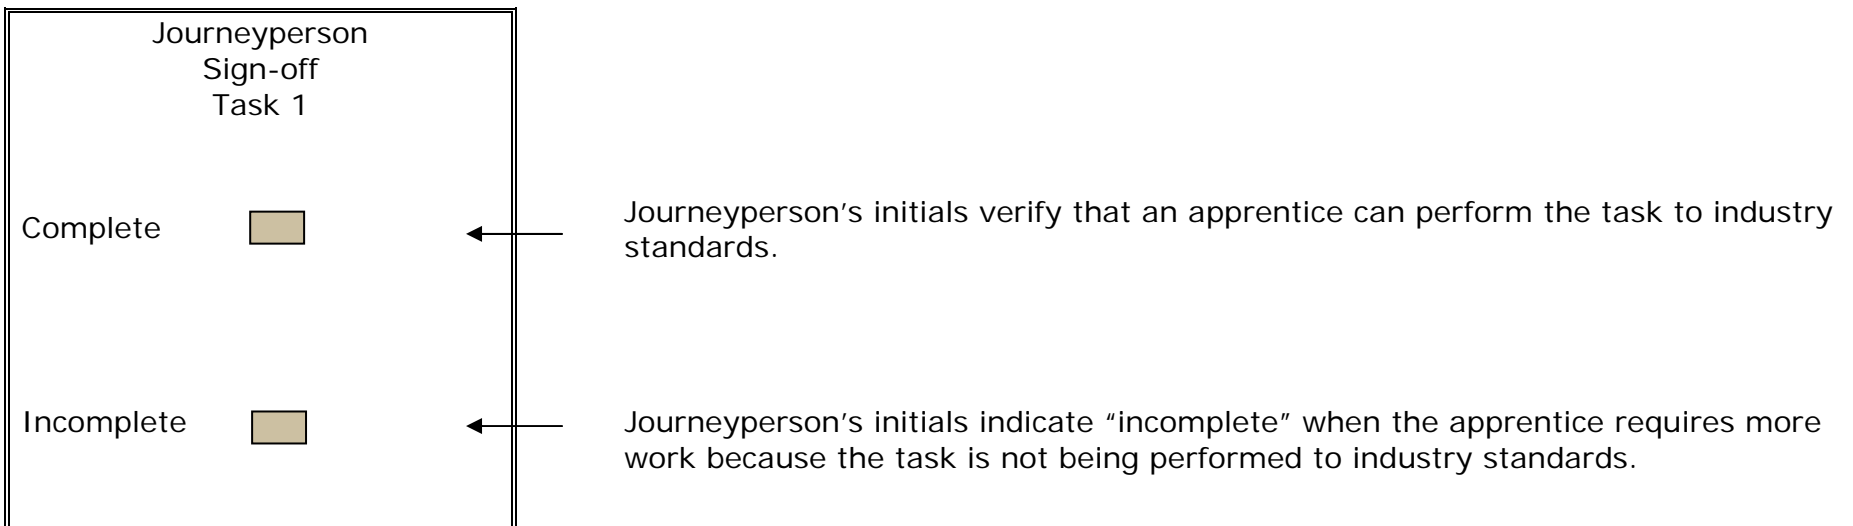 Journeyperson
Sign-off
Task 1
Complete
Journeyperson’s initials verify that an apprentice can perform the task to industry
standards.
Incomplete
Journeyperson’s initials indicate “incomplete” when the apprentice requires more
work because the task is not being performed to industry standards.